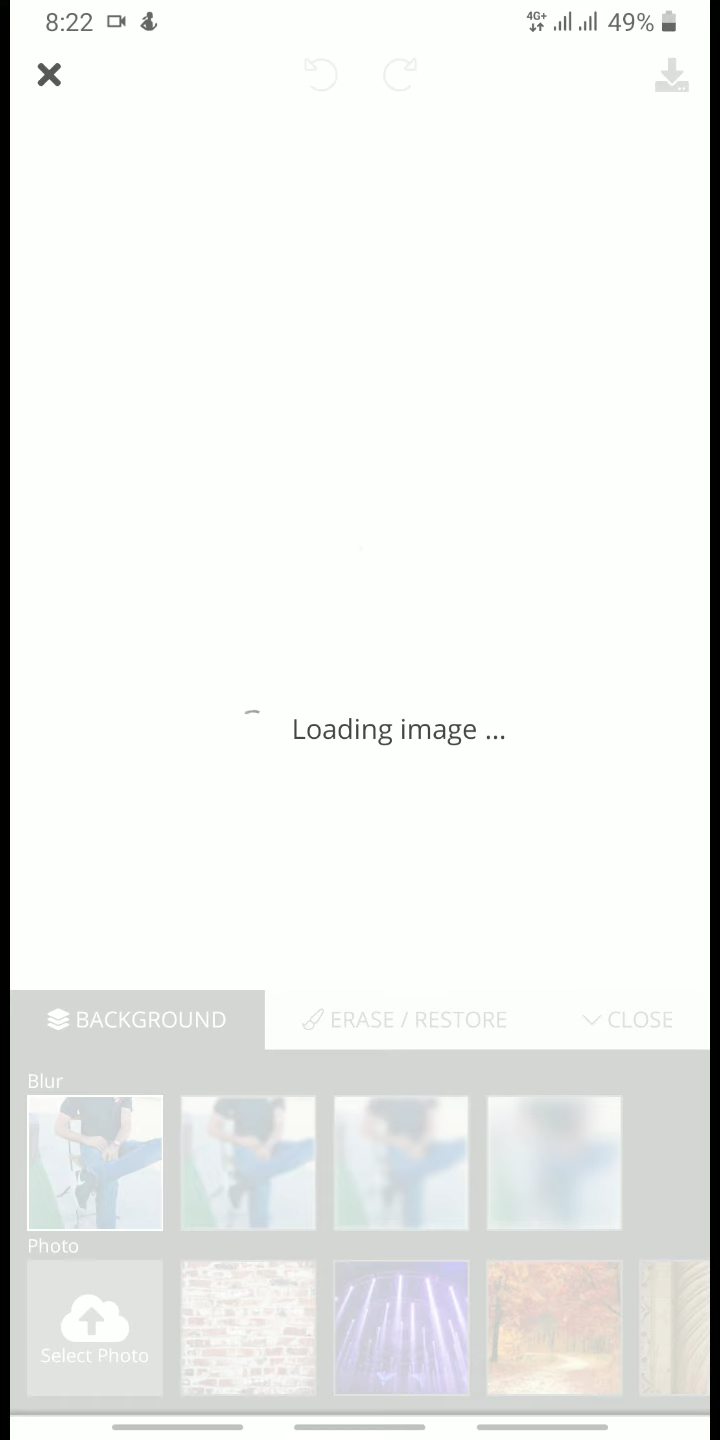 8:22 4G+ 49%
Loading image ...
BACKGROUND ERASE / RESTORE CLOSE
Blur
Photo
Select Photo